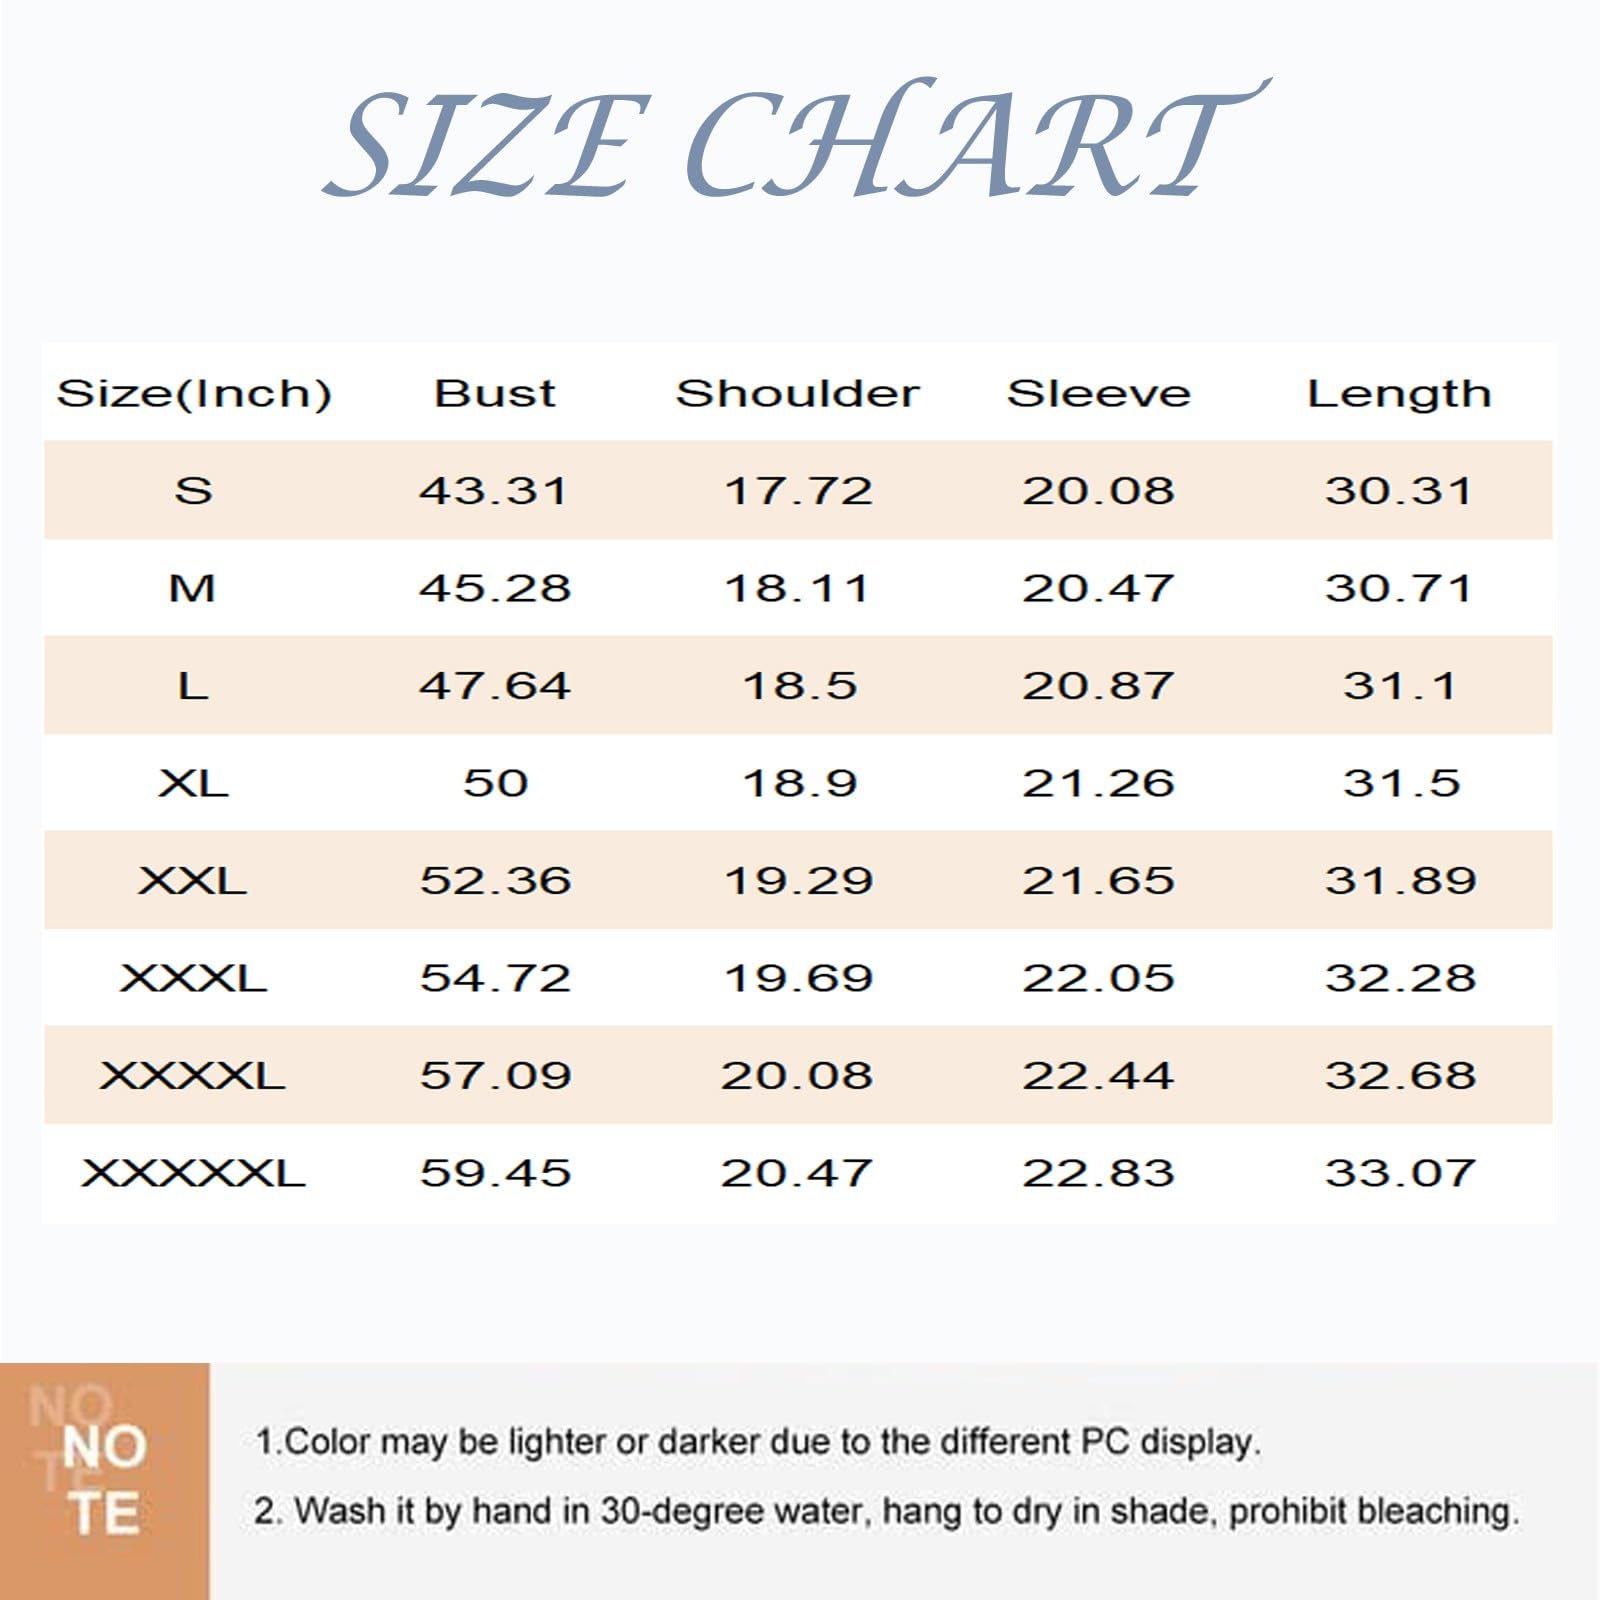 SIZE CHART
Size(Inch) Bust Shoulder Sleeve Length
S 43.31 17.72 20.08 30.31
M 45.28 18.11 20.47 30.71
L 47.64 18.5 20.87 31.1
XL 50 18.9 21.26 31.5
XXL 52.36 19.29 21.65 31.89
XXXL 54.72 19.69 22.05 32.28
XXXXL 57.09 20.08 22.44 32.68
XXXXXL 59.45 20.47 22.83 33.07
NO
TE
NO
TE
1.Color may be lighter or darker due to the different PC display.
2. Wash it by hand in 30-degree water, hang to dry in shade, prohibit bleaching.